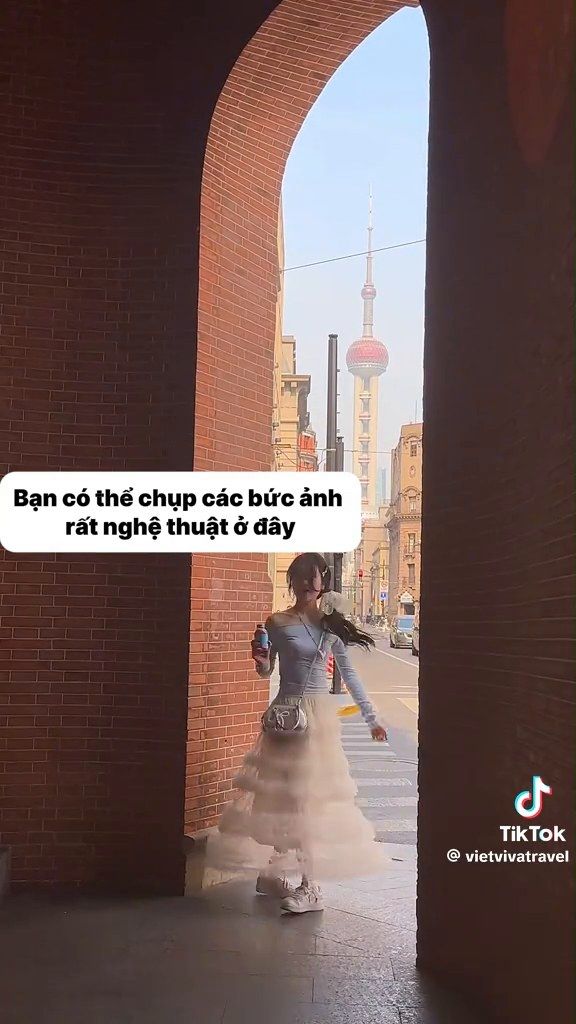 Bạn có thể chụp các bức ảnh
rất nghệ thuật ở đây
TikTok
@ vietvivatravel